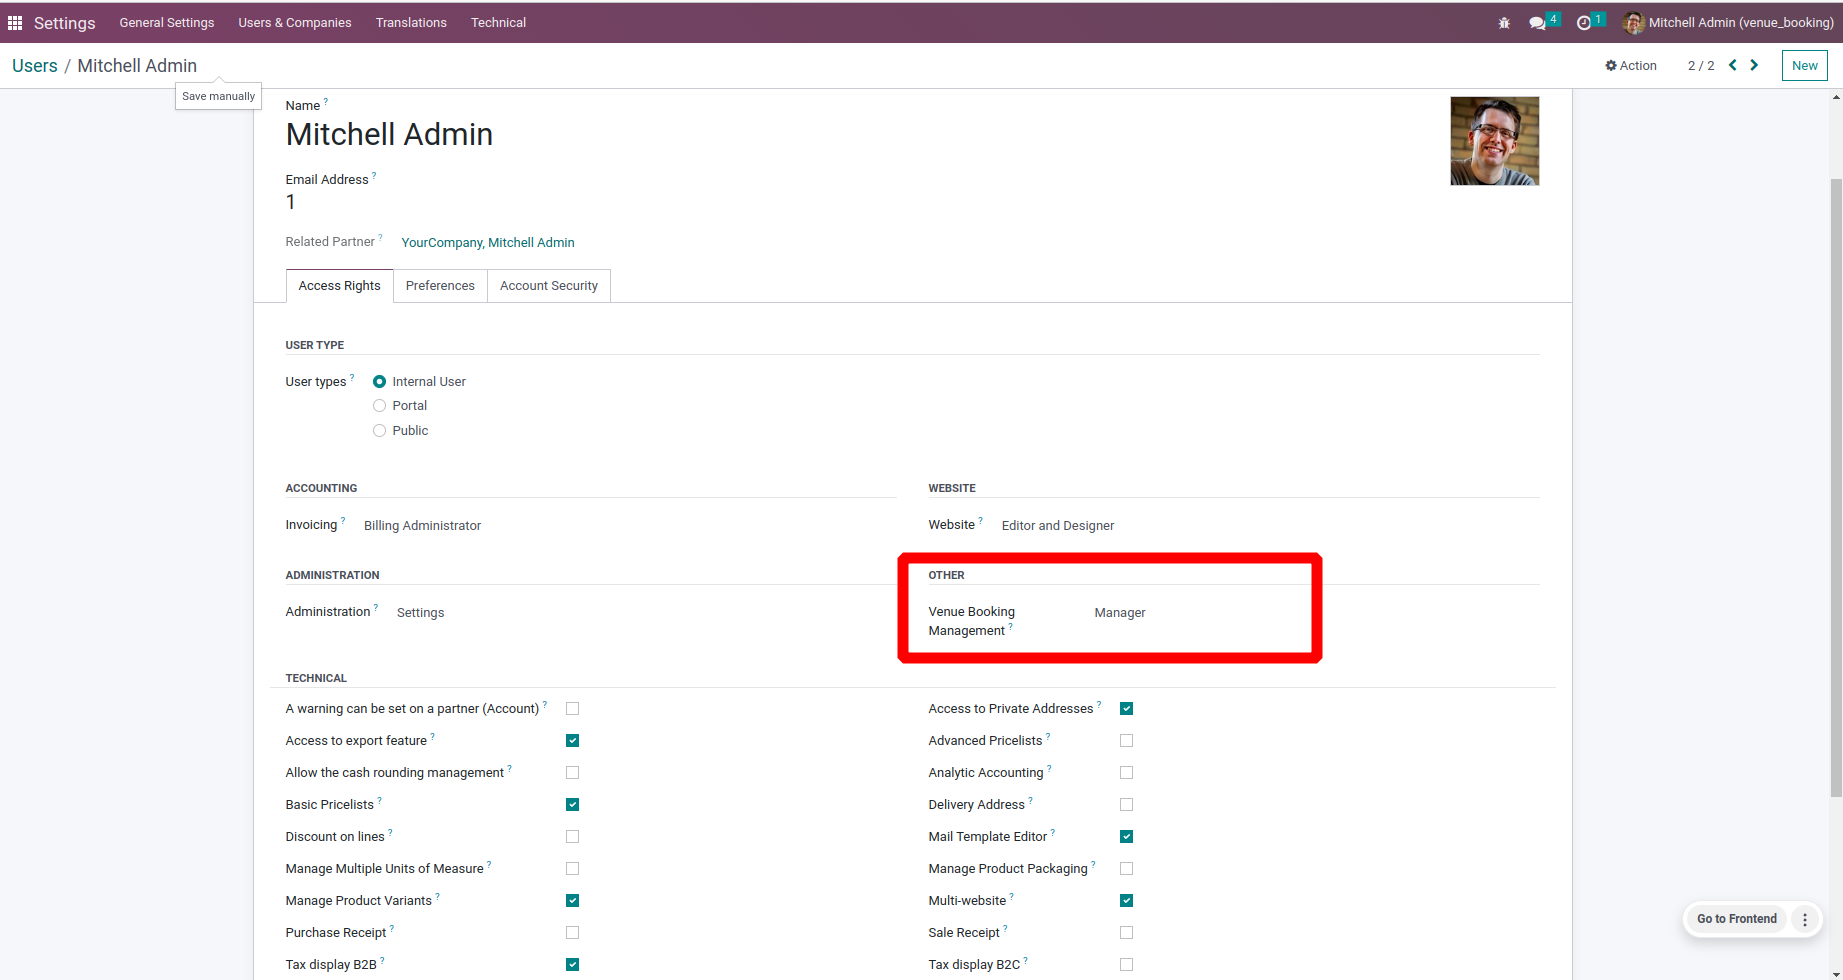 Settings General Settings Users & Companies Translations Technical 4 1 Mitchell Admin (venue_booking)
Users / Mitchell Admin Action 2 / 2 New
Save manually
Name ?
Mitchell Admin
Email Address ?
1
Related Partner ? YourCompany, Mitchell Admin
Access Rights Preferences Account Security
USER TYPE
User types ? Internal User
Portal
Public
ACCOUNTING WEBSITE
Invoicing ? Billing Administrator Website ? Editor and Designer
ADMINISTRATION OTHER
Administration ? Settings Venue Booking Manager
Management ?
TECHNICAL
A warning can be set on a partner (Account) ? Access to Private Addresses ?
Access to export feature ? Advanced Pricelists ?
Allow the cash rounding management ? Analytic Accounting ?
Basic Pricelists ? Delivery Address ?
Discount on lines ? Mail Template Editor ?
Manage Multiple Units of Measure ? Manage Product Packaging ?
Manage Product Variants ? Multi-website ?
Go to Frontend
Purchase Receipt ? Sale Receipt ?
Tax display B2B ? Tax display B2C ?